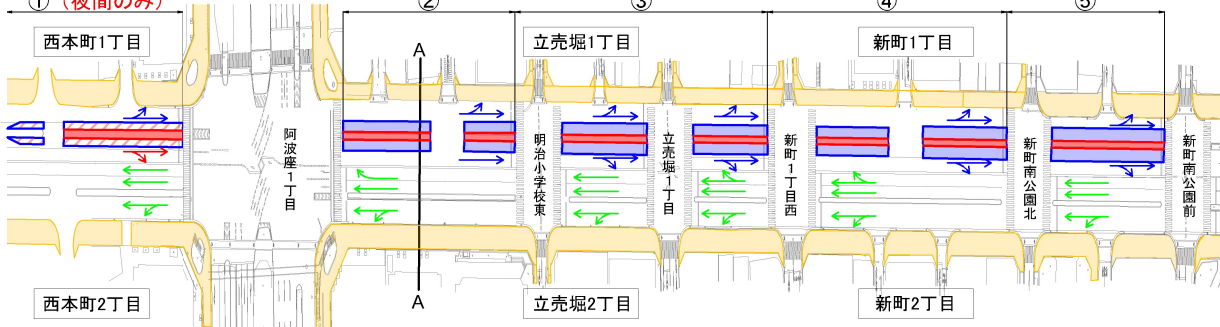 ① (夜間のみ)
②
③
④
⑤
西本町1丁目
立売堀1丁目
新町1丁目
A
阿波座1丁目
明治小学校東
立売堀1丁目
新町1丁目西
新町南公園北
新町南公園前
A
西本町2丁目
立売堀2丁目
新町2丁目